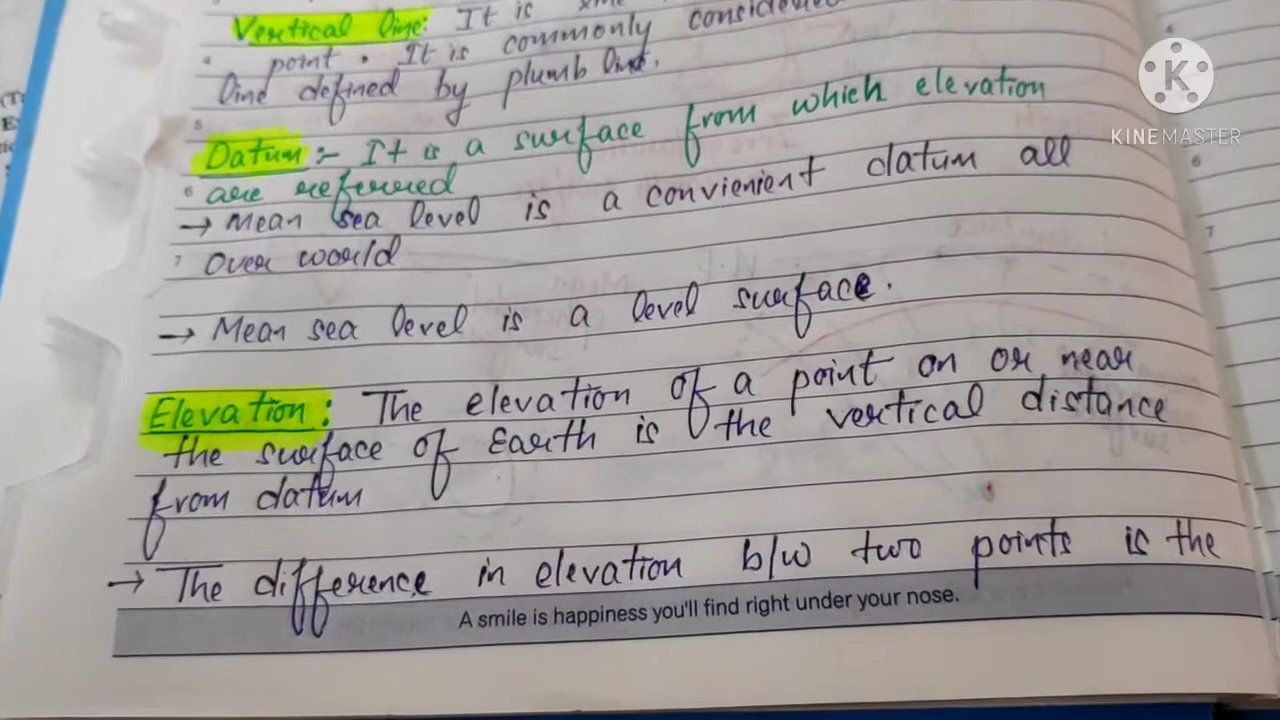 Vertical line: It is
point. It is commonly considered
line defined by plumb line.
Datum :- It is a surface from which elevation
are referred
→ Mean sea level is a convienient datum all
over world
→ Mean sea level is a level surface.
Elevation: The elevation of a point on or near
the surface of Earth is the vertical distance
from datum
→ The difference in elevation b/w two points is the
A smile is happiness you'll find right under your nose.
KINEMASTER